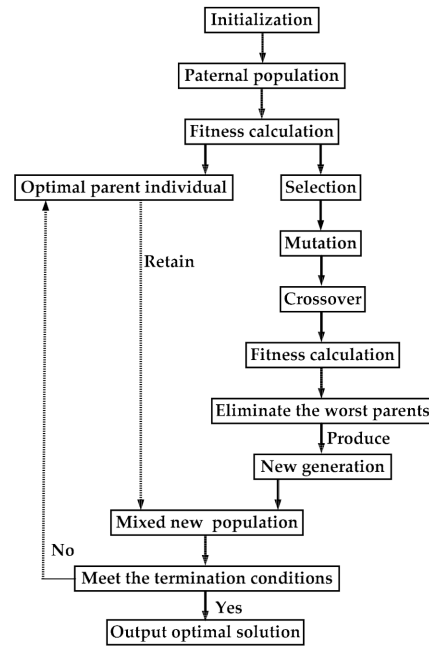 Initialization
Paternal population
Fitness calculation
Optimal parent individual
Selection
Mutation
Retain
Crossover
Fitness calculation
Eliminate the worst parents
Produce
New generation
Mixed new population
No
Meet the termination conditions
Yes
Output optimal solution